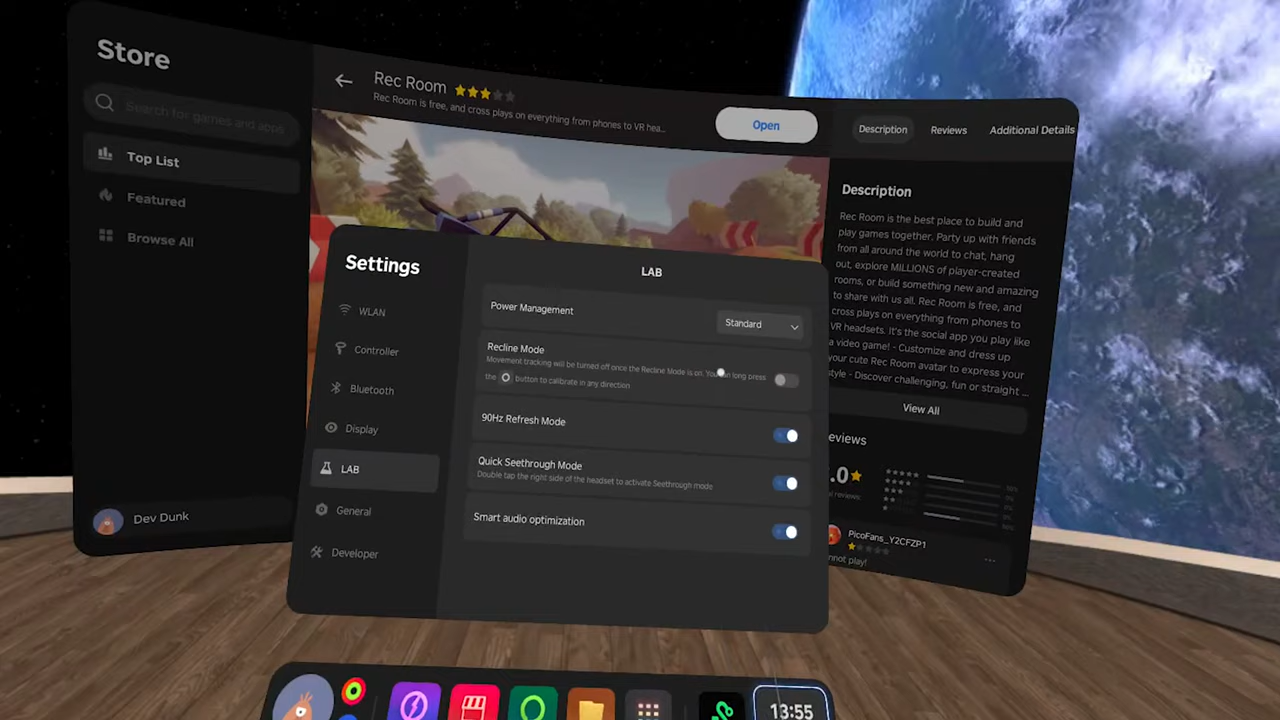 Store
Search for games and apps
Top List
Featured
Browse All
Dev Dunk
Rec Room
Rec Room is free, and cross plays on everything from phones to VR hea...
Open
Description
Reviews
Additional Details
Description
Rec Room is the best place to build and
play games together. Party up with friends
from all around the world to chat, hang
out, explore MILLIONS of player-created
rooms, or build something new and amazing
to share with us all. Rec Room is free, and
cross plays on everything from phones to
VR headsets. It's the social app you play like
a video game! - Customize and dress up
your cute Rec Room avatar to express your
style - Discover challenging, fun or straight ...
View All
eviews
.0
PicoFans_Y2CFZP1
nnot play!
Settings
WLAN
Controller
Bluetooth
Display
LAB
General
Developer
LAB
Power Management
Standard
Recline Mode
Movement tracking will be turned off once the Recline Mode is on. You can long press
the button to calibrate in any direction
90Hz Refresh Mode
Quick Seethrough Mode
Double tap the right side of the headset to activate Seethrough mode
Smart audio optimization
13:55